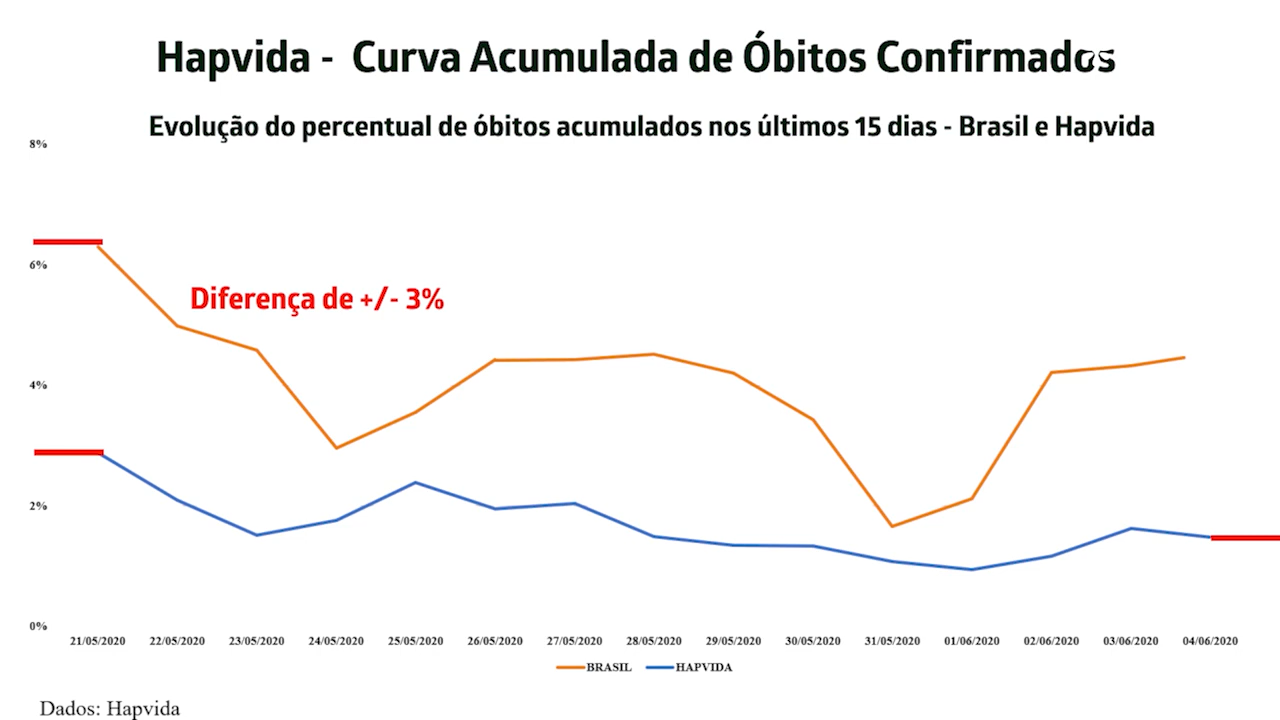 Hapvida - Curva Acumulada de Óbitos Confirmados
Evolução do percentual de óbitos acumulados nos últimos 15 dias - Brasil e Hapvida
8%
6%
Diferença de +/- 3%
4%
2%
0%
21/05/2020 22/05/2020 23/05/2020 24/05/2020 25/05/2020 26/05/2020 27/05/2020 28/05/2020 29/05/2020 30/05/2020 31/05/2020 01/06/2020 02/06/2020 03/06/2020 04/06/2020
BRASIL HAPVIDA
Dados: Hapvida